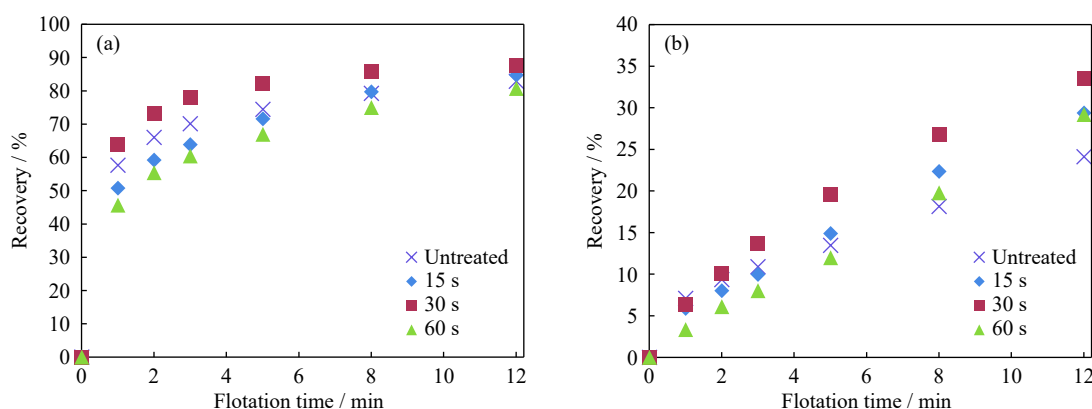 (a)
100
90
80
70
60
50
40
30
20
10
0
Recovery / %
Untreated
15 s
30 s
60 s
0 2 4 6 8 10 12
Flotation time / min
(b)
40
35
30
25
20
15
10
5
0
Recovery / %
Untreated
15 s
30 s
60 s
0 2 4 6 8 10 12
Flotation time / min